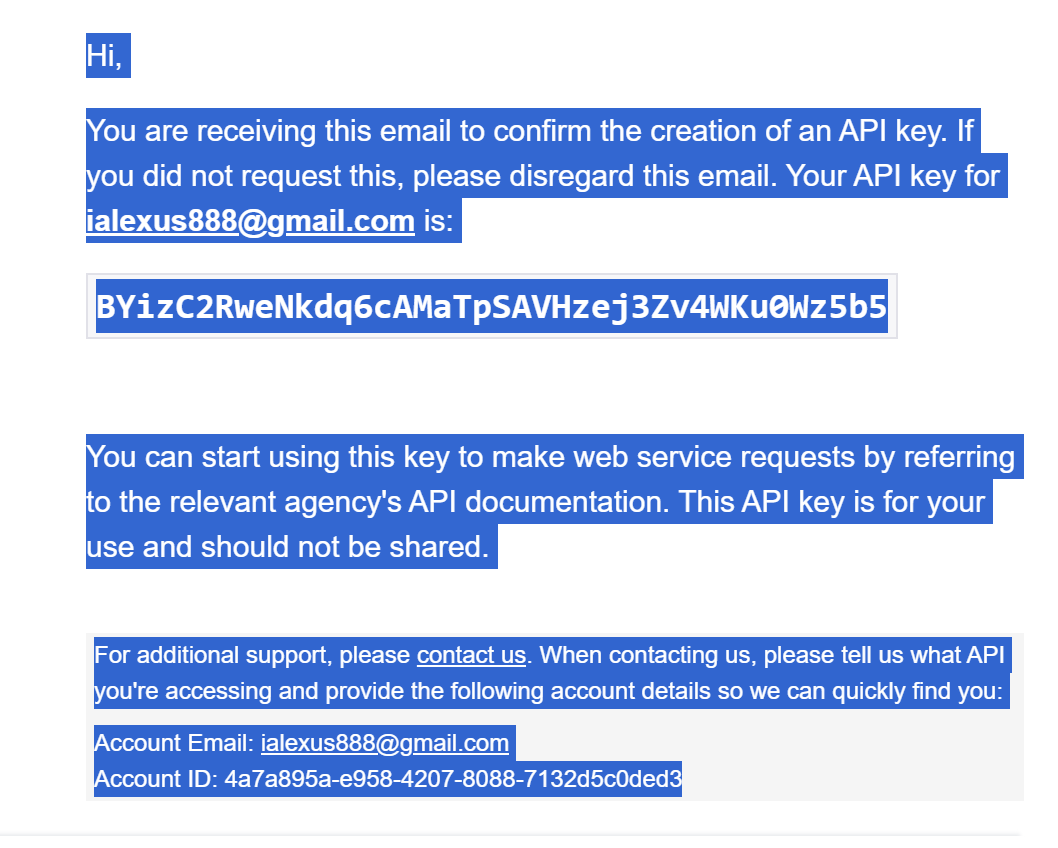 Hi,
You are receiving this email to confirm the creation of an API key. If
you did not request this, please disregard this email. Your API key for
ialexus888@gmail.com is:
BYizC2RweNkdq6cAMaTpSAVHzej3Zv4WKu0Wz5b5
You can start using this key to make web service requests by referring
to the relevant agency's API documentation. This API key is for your
use and should not be shared.
For additional support, please contact us. When contacting us, please tell us what API
you're accessing and provide the following account details so we can quickly find you:
Account Email: ialexus888@gmail.com
Account ID: 4a7a895a-e958-4207-8088-7132d5c0ded3